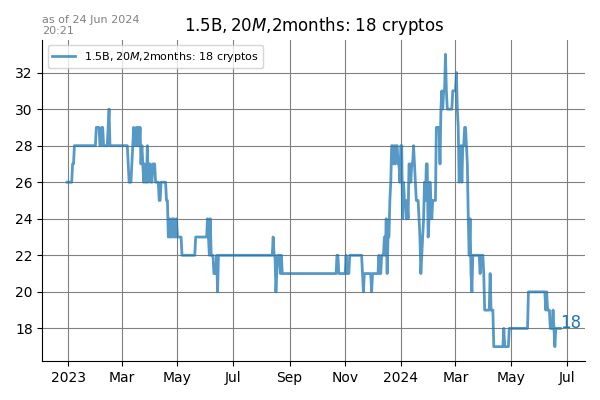 as of 24 Jun 2024
20:21
1.5B, 20M,2months: 18 cryptos
1.5B, 20M,2months: 18 cryptos
32
30
28
26
24
22
20
18
18
2023 Mar May Jul Sep Nov 2024 Mar May Jul